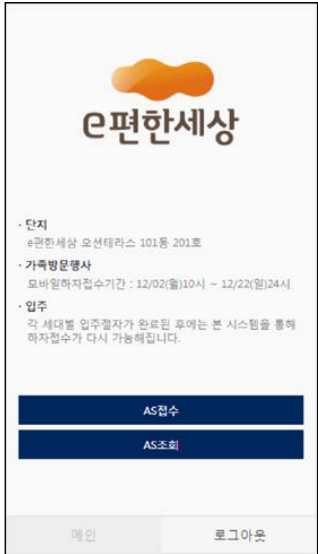 e편한세상
· 단지
e편한세상 오션테라스 101동 201호
· 가족방문행사
모바일하자접수기간 : 12/02(월)10시 ~ 12/22(일)24시
· 입주
각 세대별 입주절차가 완료된 후에는 본 시스템을 통해
하자접수가 다시 가능해집니다.
AS접수
AS조회
메인
로그아웃